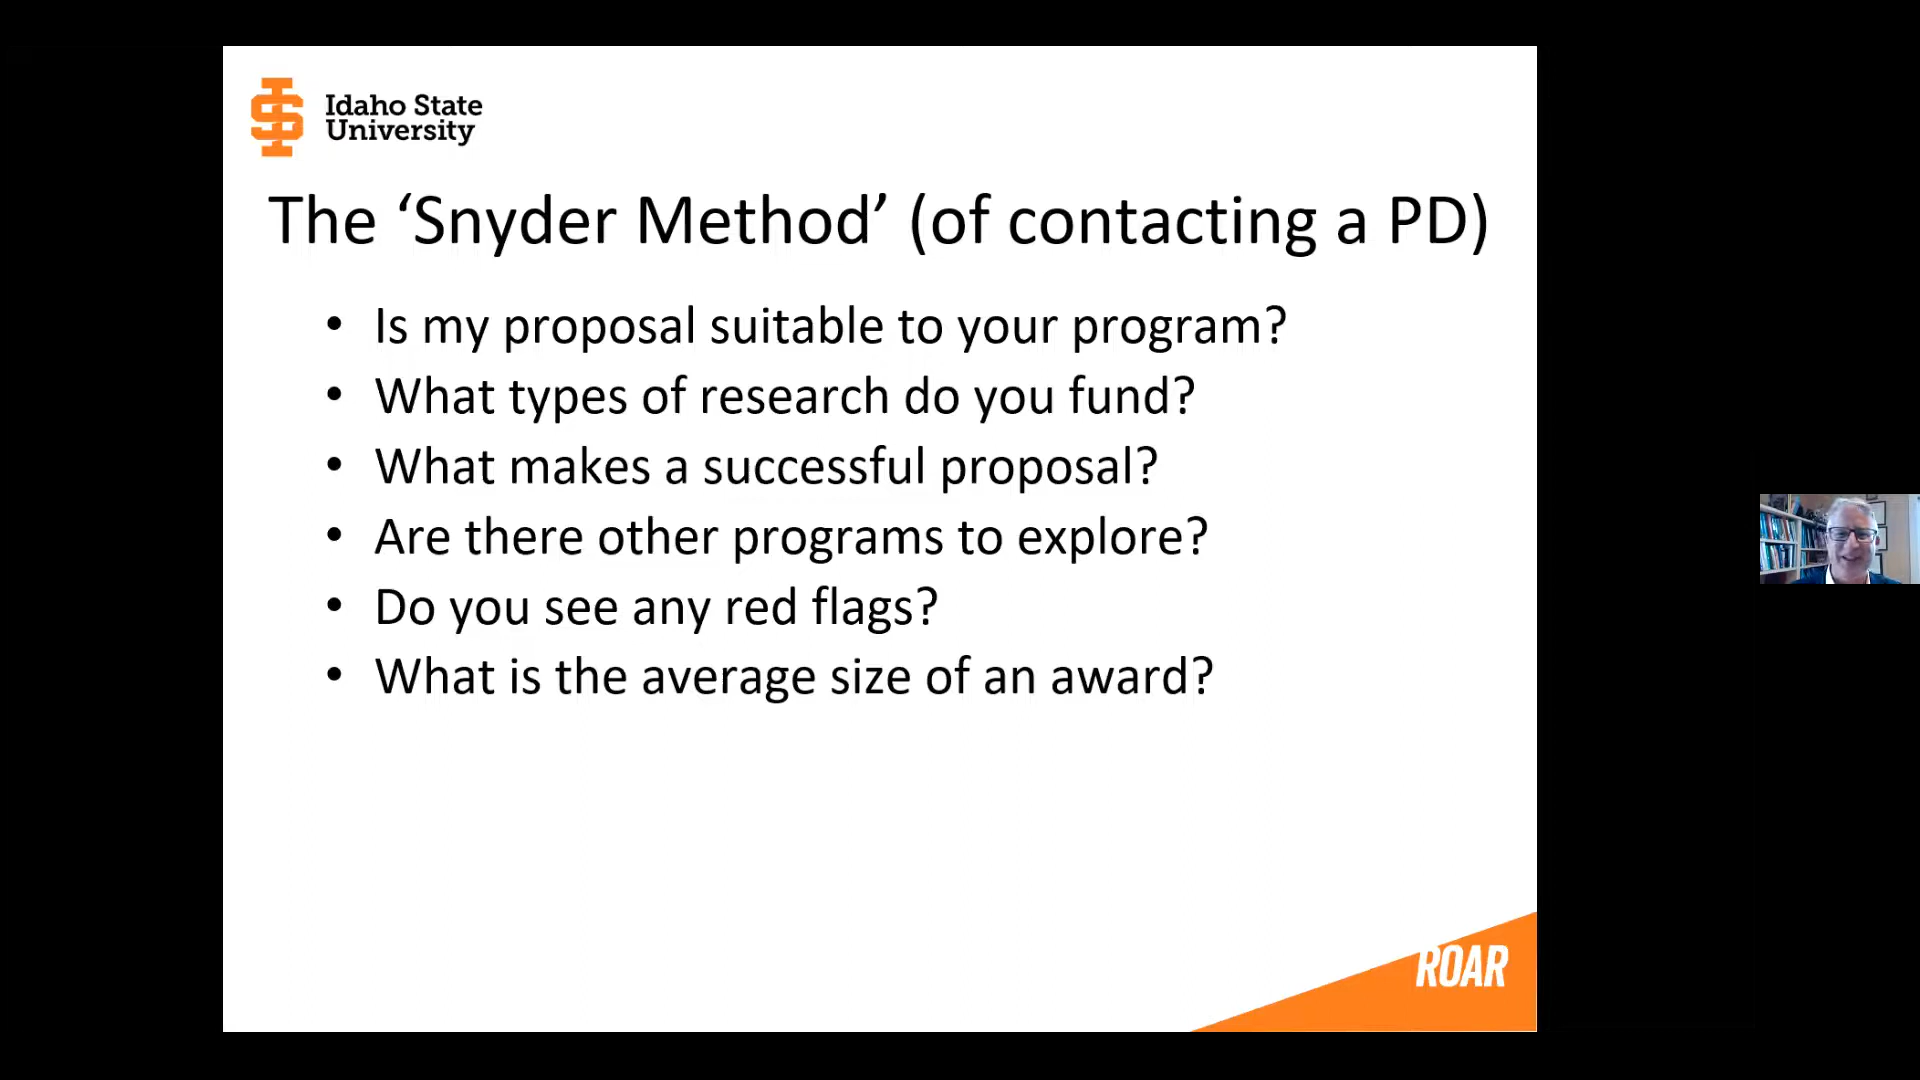 Idaho State
University
The ‘Snyder Method’ (of contacting a PD)
• Is my proposal suitable to your program?
• What types of research do you fund?
• What makes a successful proposal?
• Are there other programs to explore?
• Do you see any red flags?
• What is the average size of an award?
ROAR